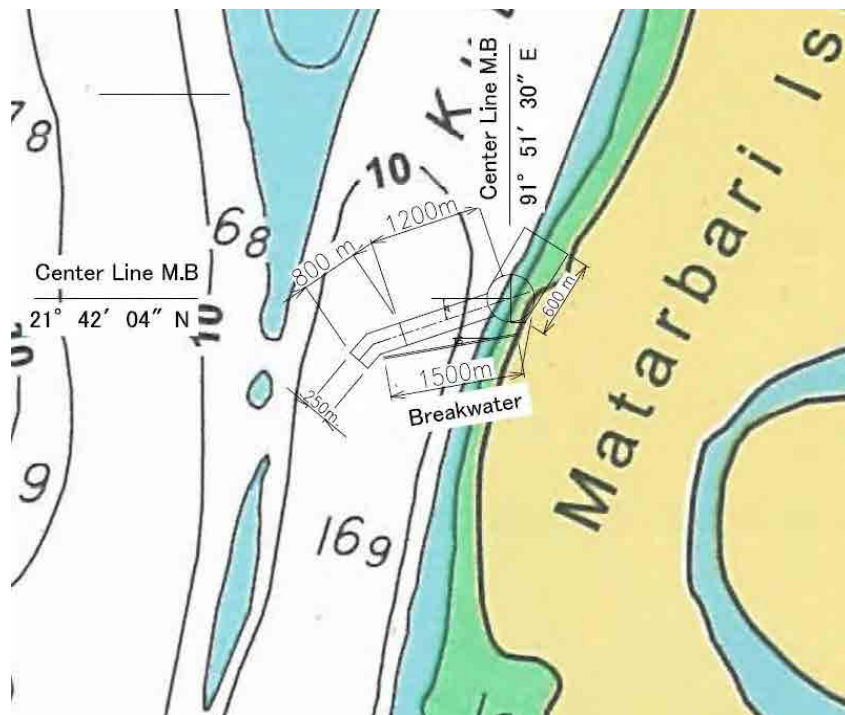 78
68
10
K
Center Line M.B
91° 51′ 30″ E
1200m
800 m
Center Line M.B
21° 42′ 04″ N
10
600 m
1500m
250m
Breakwater
Matarbari Is
9
169